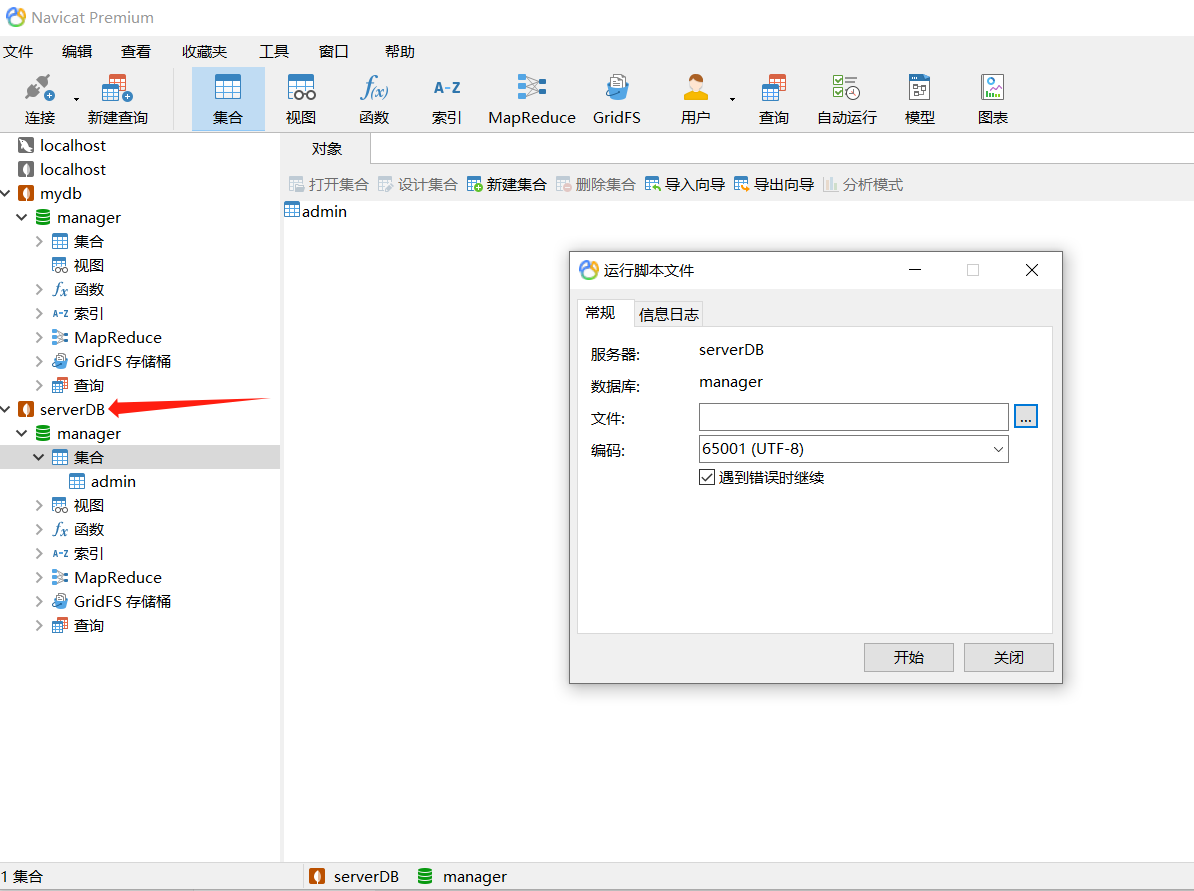 Navicat Premium
文件 编辑 查看 收藏夹 工具 窗口 帮助
连接 新建查询 集合 视图 函数 索引 MapReduce GridFS 用户 查询 自动运行 模型 图表
f(x) A-Z
localhost
localhost
mydb
manager
集合
视图
fx 函数
A-Z 索引
MapReduce
GridFS 存储桶
查询
serverDB
manager
集合
admin
视图
fx 函数
A-Z 索引
MapReduce
GridFS 存储桶
查询
对象
打开集合 设计集合 新建集合 删除集合 导入向导 导出向导 分析模式
admin
运行脚本文件
常规 信息日志
服务器: serverDB
数据库: manager
文件: ...
编码: 65001 (UTF-8)
遇到错误时继续
开始 关闭
1 集合 serverDB manager